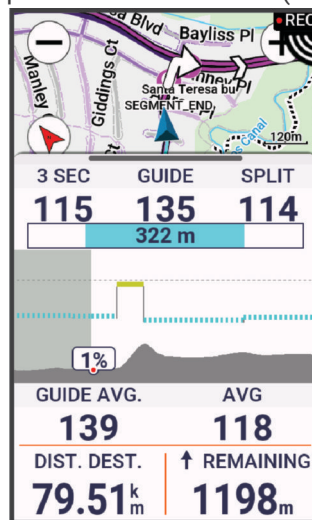 Blvd
Bayliss Pl
REC
Manley
Giddings Ct
Santa Teresa bu
SEGMENT_END
Canal
120m
3 SEC GUIDE SPLIT
115 135 114
322 m
1%
GUIDE AVG. AVG
139 118
DIST. DEST. ↑ REMAINING
79.51 km 1198m